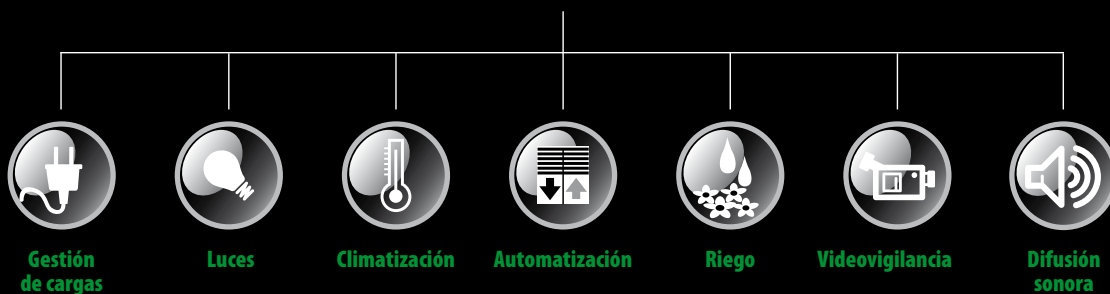 Gestión
de cargas
Luces
Climatización
Automatización
Riego
Videovigilancia
Difusión
sonora